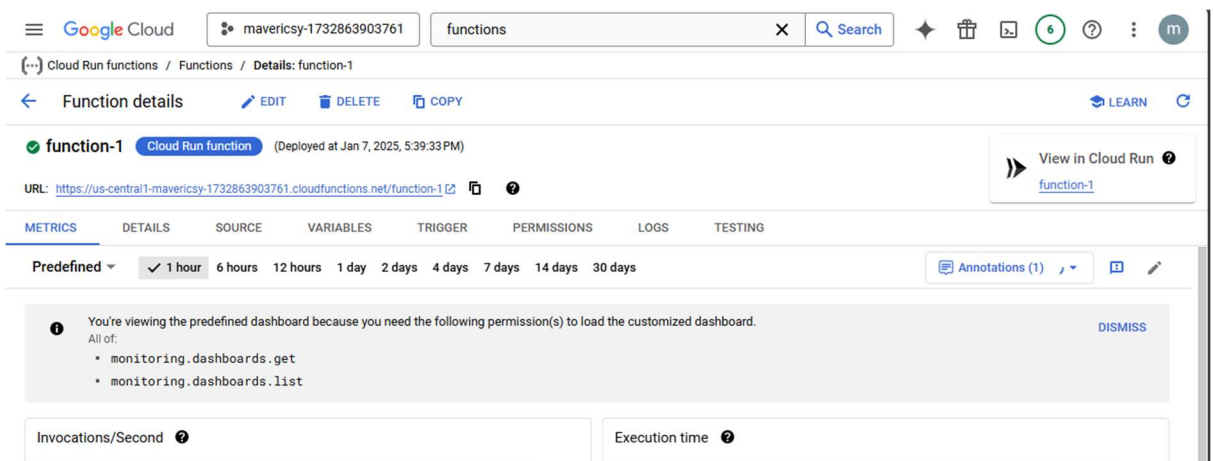 Google Cloud mavericsy-1732863903761 functions Search 6 m
Cloud Run functions / Functions / Details: function-1
Function details EDIT DELETE COPY LEARN
function-1 Cloud Run function (Deployed at Jan 7, 2025, 5:39:33 PM)
View in Cloud Run
function-1
URL: https://us-central1-mavericsy-1732863903761.cloudfunctions.net/function-1
METRICS DETAILS SOURCE VARIABLES TRIGGER PERMISSIONS LOGS TESTING
Predefined 1 hour 6 hours 12 hours 1 day 2 days 4 days 7 days 14 days 30 days Annotations (1)
You're viewing the predefined dashboard because you need the following permission(s) to load the customized dashboard. DISMISS
All of:
• monitoring.dashboards.get
• monitoring.dashboards.list
Invocations/Second Execution time